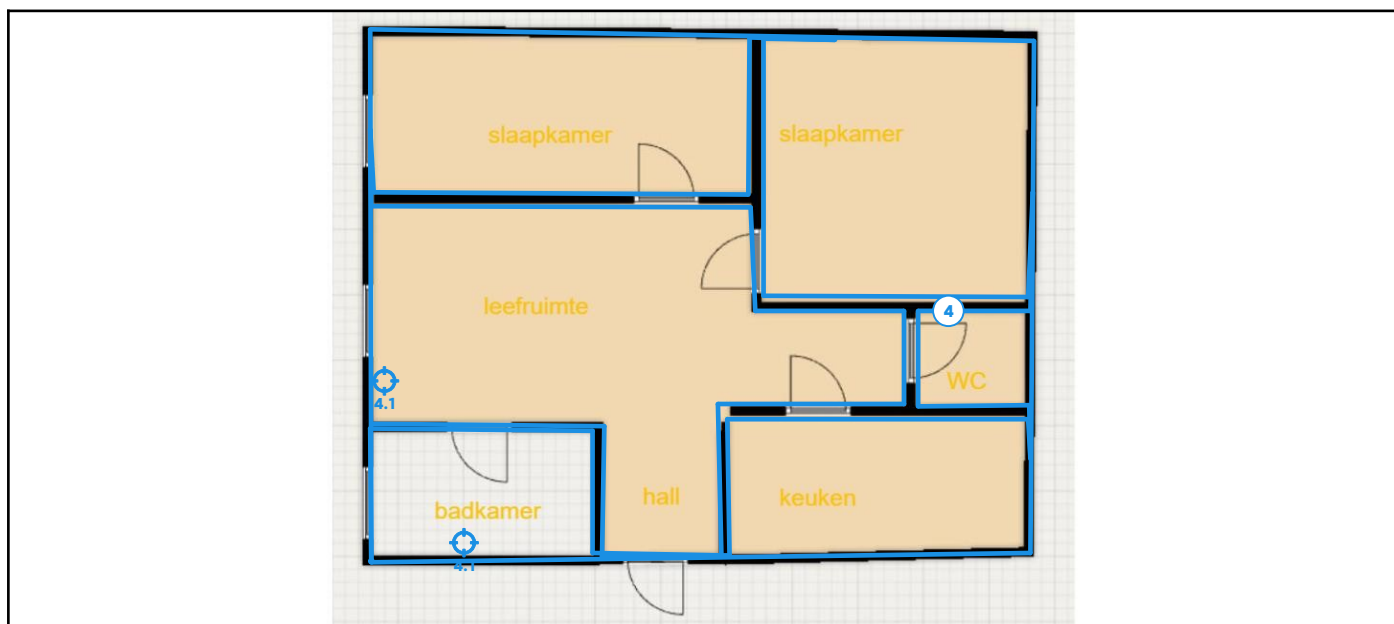 slaapkamer
slaapkamer
leefruimte
4
WC
4.1
hall
keuken
badkamer
4.1